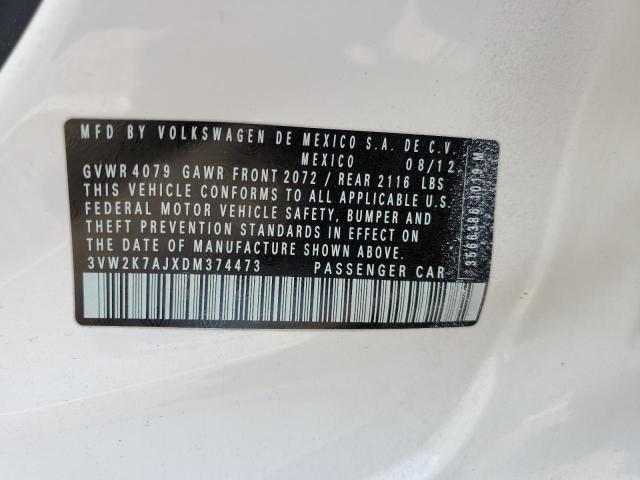 MFD BY VOLKSWAGEN DE MEXICO S.A. DE C.V.
MEXICO 08/12
GVWR 4079 GAWR FRONT 2072 / REAR 2116 LBS
THIS VEHICLE CONFORMS TO ALL APPLICABLE U.S.
FEDERAL MOTOR VEHICLE SAFETY, BUMPER AND
THEFT PREVENTION STANDARDS IN EFFECT ON
THE DATE OF MANUFACTURE SHOWN ABOVE.
3VW2K7AJXDM374473 PASSENGER CAR